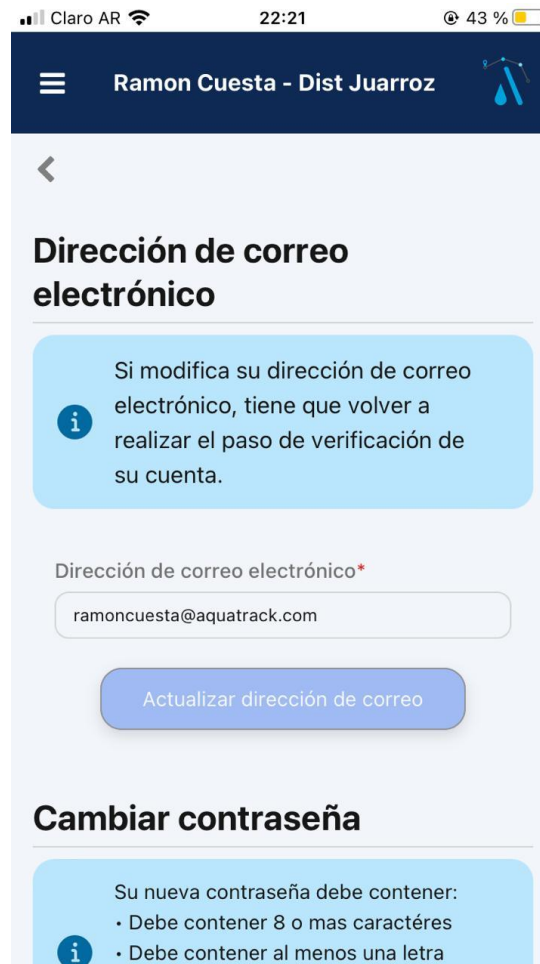 Claro AR 22:21 43 %
Ramon Cuesta - Dist Juarroz
Dirección de correo
electrónico
Si modifica su dirección de correo
electrónico, tiene que volver a
realizar el paso de verificación de
su cuenta.
Dirección de correo electrónico*
ramoncuesta@aquatrack.com
Actualizar dirección de correo
Cambiar contraseña
Su nueva contraseña debe contener:
• Debe contener 8 o mas caractéres
• Debe contener al menos una letra